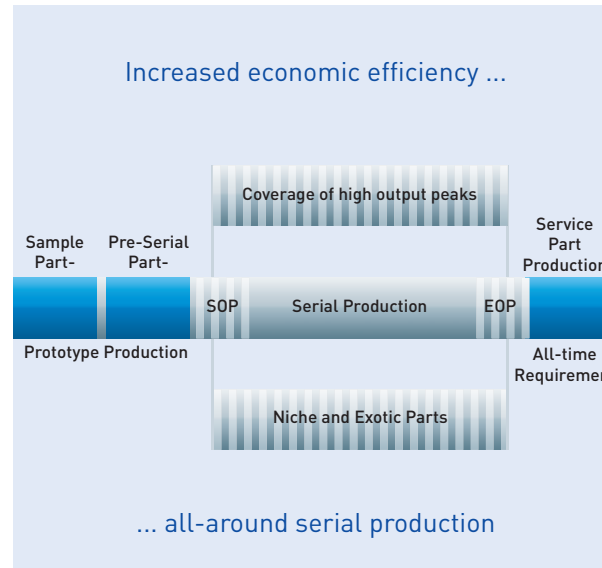 Increased economic efficiency ...
Coverage of high output peaks
Sample
Part-
Pre-Serial
Part-
Service
Part
Production
SOP
Serial Production
EOP
Prototype Production
All-time
Requiremen
Niche and Exotic Parts
... all-around serial production